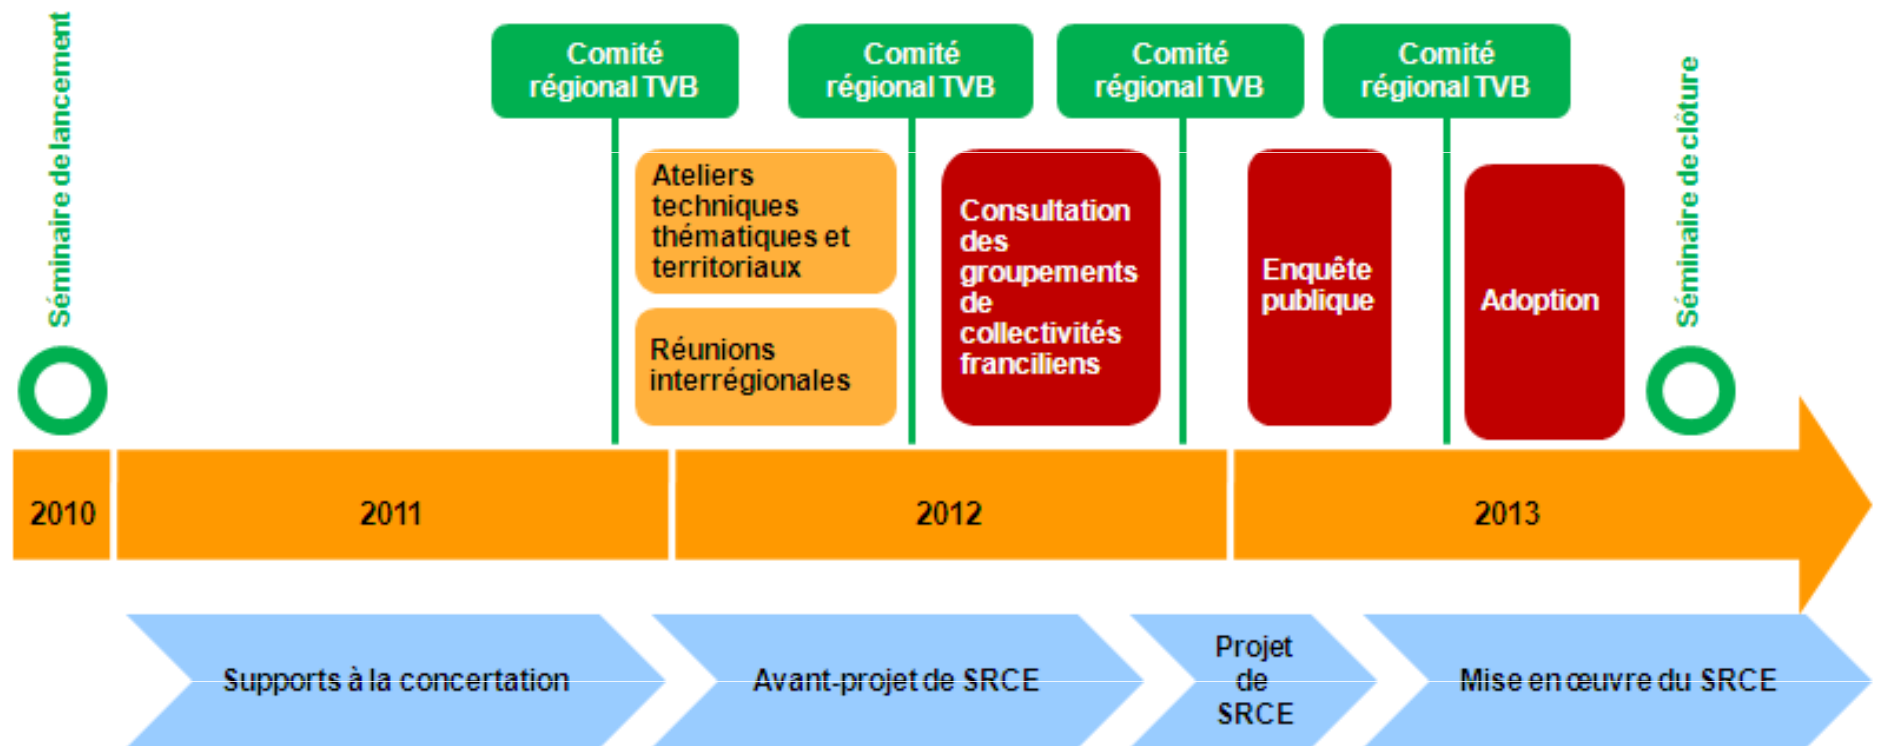 Séminaire de lancement
Comité
régional TVB
Comité
régional TVB
Comité
régional TVB
Comité
régional TVB
Séminaire de clôture
Ateliers
techniques
thématiques et
territoriaux
Réunions
interrégionales
Consultation
des
groupements
de
collectivités
franciliens
Enquête
publique
Adoption
2010
2011
2012
2013
Supports à la concertation
Avant-projet de SRCE
Projet
de
SRCE
Mise en œuvre du SRCE